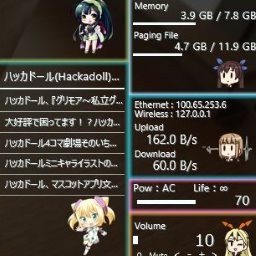 ハッカドール(Hackadoll)...
ハッカドール、『グリモア～私立グ...
大好評で困ってます！？ハッカドー...
ハッカドール4コマ劇場そのいち...
ハッカドールミニキャライラストの...
ハッカドール、マスコットアプリ文...
Memory
3.9 GB / 7.8 GB
Paging File
4.7 GB / 11.9 GB
Ethernet : 100.65.253.6
Wireless : 127.0.0.1
Upload
162.0 B/s
Download
60.0 B/s
Pow : AC Life : ∞
70
Volume
10
0 Mute < - + >